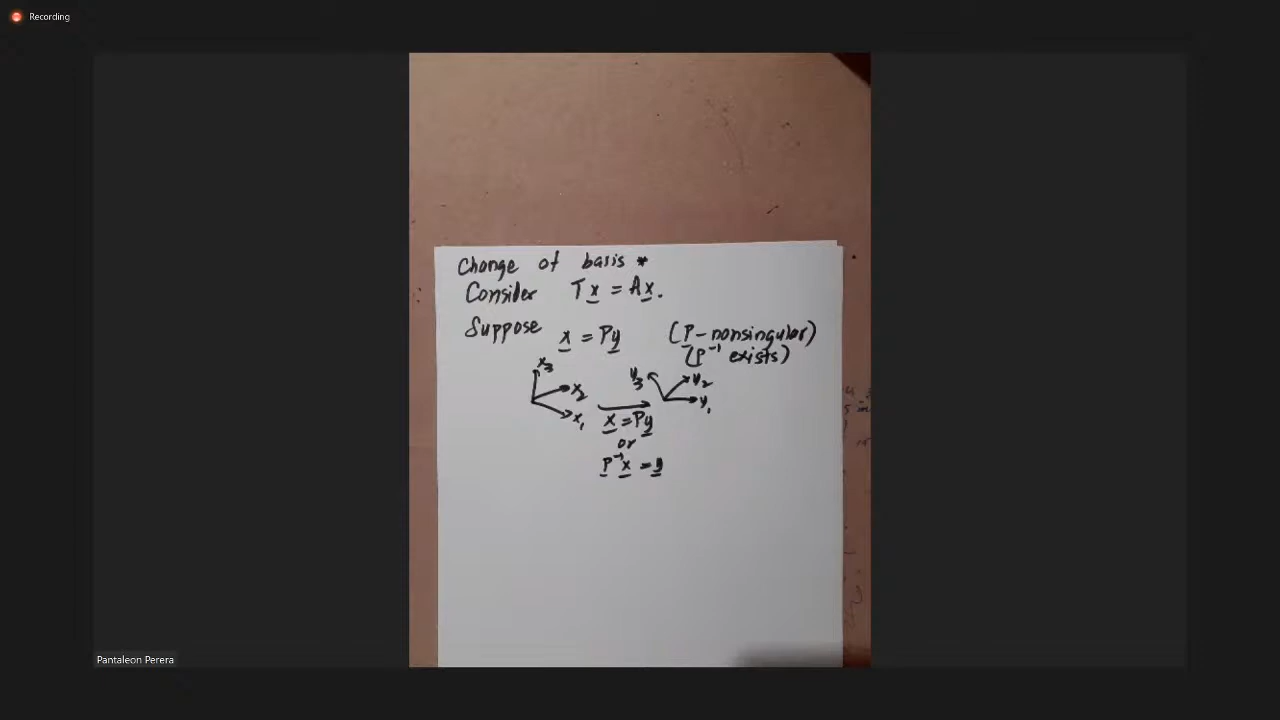 Recording
Change of basis *
Consider Tx = Ax.
Suppose x = Py (P-nonsingular)
(P⁻¹ exists)
x₃ x₂ x₁ y₃ y₂ y₁
x = Py
or
P⁻¹x = y
Pantaleon Perera